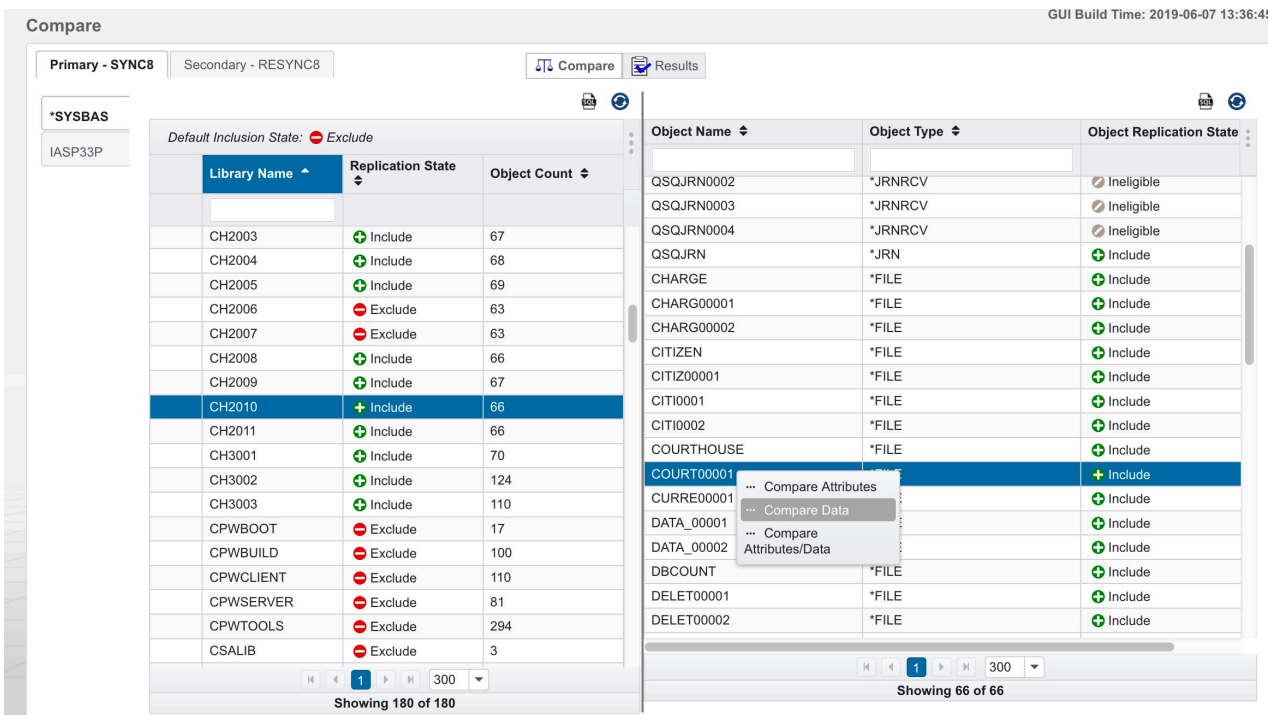 GUI Build Time: 2019-06-07 13:36:45
Compare
Primary - SYNC8 Secondary - RESYNC8 Compare Results
*SYSBAS
IASP33P
SQL
Default Inclusion State: Exclude
Library Name Replication State Object Count
CH2003 Include 67
CH2004 Include 68
CH2005 Include 69
CH2006 Exclude 63
CH2007 Exclude 63
CH2008 Include 66
CH2009 Include 67
CH2010 Include 66
CH2011 Include 66
CH3001 Include 70
CH3002 Include 124
CH3003 Include 110
CPWBOOT Exclude 17
CPWBUILD Exclude 100
CPWCLIENT Exclude 110
CPWSERVER Exclude 81
CPWTOOLS Exclude 294
CSALIB Exclude 3
1 300
Showing 180 of 180
SQL
Object Name Object Type Object Replication State
QSQJRN0002 *JRNRCV Ineligible
QSQJRN0003 *JRNRCV Ineligible
QSQJRN0004 *JRNRCV Ineligible
QSQJRN *JRN Include
CHARGE *FILE Include
CHARG00001 *FILE Include
CHARG00002 *FILE Include
CITIZEN *FILE Include
CITIZ00001 *FILE Include
CITI0001 *FILE Include
CITI0002 *FILE Include
COURTHOUSE *FILE Include
COURT00001 Include
CURRE00001 Include
DATA_00001 Include
DATA_00002 Include
DBCOUNT *FILE Include
DELET00001 *FILE Include
DELET00002 *FILE Include
Compare Attributes
Compare Data
Compare
Attributes/Data
1 300
Showing 66 of 66